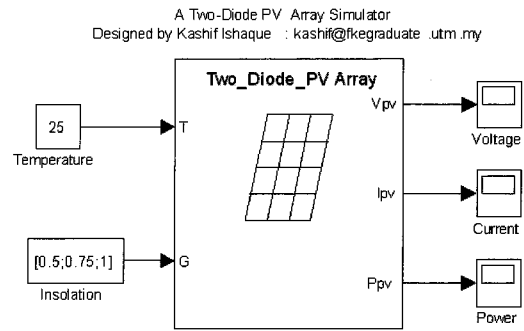 A Two-Diode PV Array Simulator
Designed by Kashif Ishaque : kashif@fkegraduate .utm .my
Two_Diode_PV Array
Vpv
Voltage
25
T
Temperature
Ipv
Current
[0.5;0.75;1]
G
Insolation
Ppv
Power